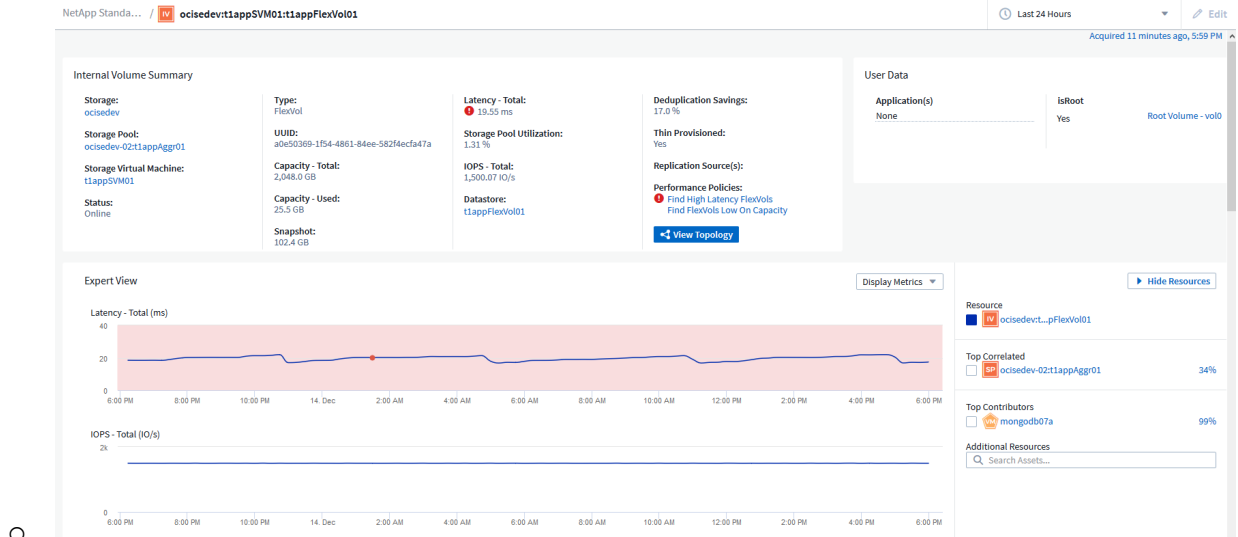 NetApp Standa... / IV ocisedev:t1appSVM01:t1appFlexVol01
Last 24 Hours
Edit
Acquired 11 minutes ago, 5:59 PM
Internal Volume Summary
Storage:
ocisedev
Storage Pool:
ocisedev-02:t1appAggr01
Storage Virtual Machine:
t1appSVM01
Status:
Online
Type:
FlexVol
UUID:
a0e50369-1f54-4861-84ee-582f4ecfa47a
Capacity - Total:
2,048.0 GB
Capacity - Used:
25.5 GB
Snapshot:
102.4 GB
Latency - Total:
19.55 ms
Storage Pool Utilization:
1.31 %
IOPS - Total:
1,500.07 IO/s
Datastore:
t1appFlexVol01
Deduplication Savings:
17.0 %
Thin Provisioned:
Yes
Replication Source(s):
Performance Policies:
Find High Latency FlexVols
Find FlexVols Low On Capacity
View Topology
User Data
Application(s)
None
isRoot
Yes
Root Volume - vol0
Expert View
Display Metrics
Latency - Total (ms)
40
20
0
6:00 PM 8:00 PM 10:00 PM 14. Dec 2:00 AM 4:00 AM 6:00 AM 8:00 AM 10:00 AM 12:00 PM 2:00 PM 4:00 PM 6:00 PM
IOPS - Total (IO/s)
2k
0
6:00 PM 8:00 PM 10:00 PM 14. Dec 2:00 AM 4:00 AM 6:00 AM 8:00 AM 10:00 AM 12:00 PM 2:00 PM 4:00 PM 6:00 PM
Hide Resources
Resource
IV ocisedev:t...pFlexVol01
Top Correlated
SP ocisedev-02:t1appAggr01 34%
Top Contributors
VM mongodb07a 99%
Additional Resources
Search Assets...